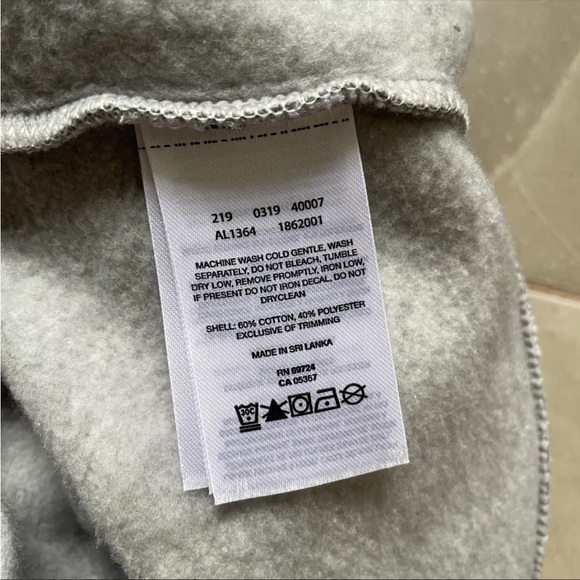 219 0319 40007
AL1364 1862001
MACHINE WASH COLD GENTLE, WASH
SEPARATELY, DO NOT BLEACH, TUMBLE
DRY LOW, REMOVE PROMPTLY, IRON LOW,
IF PRESENT DO NOT IRON DECAL, DO NOT
DRYCLEAN
SHELL: 60% COTTON, 40% POLYESTER
EXCLUSIVE OF TRIMMING
MADE IN SRI LANKA
RN 69724
CA 05367
30C